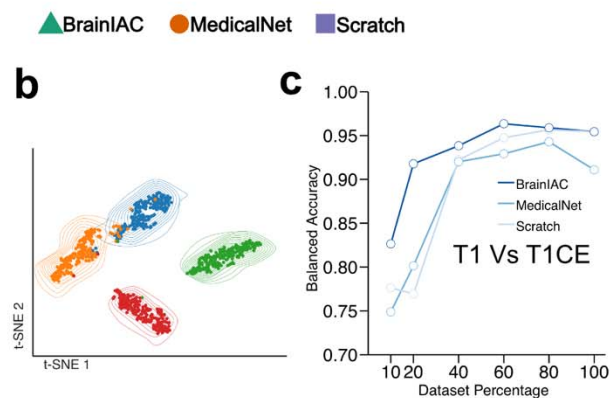 BrainIAC MedicalNet Scratch
b
t-SNE 2
t-SNE 1
c
Balanced Accuracy
1.00
0.95
0.90
0.85
0.80
0.75
0.70
BrainIAC
MedicalNet
Scratch
T1 Vs T1CE
10 20 40 60 80 100
Dataset Percentage